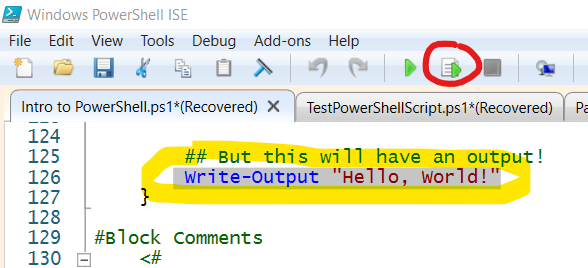 Windows PowerShell ISE
File Edit View Tools Debug Add-ons Help
Intro to PowerShell.ps1*(Recovered) X TestPowerShellScript.ps1*(Recovered) Pa
124
125 ## But this will have an output!
126 Write-Output "Hello, World!"
127 }
128
129 #Block Comments
130 <#